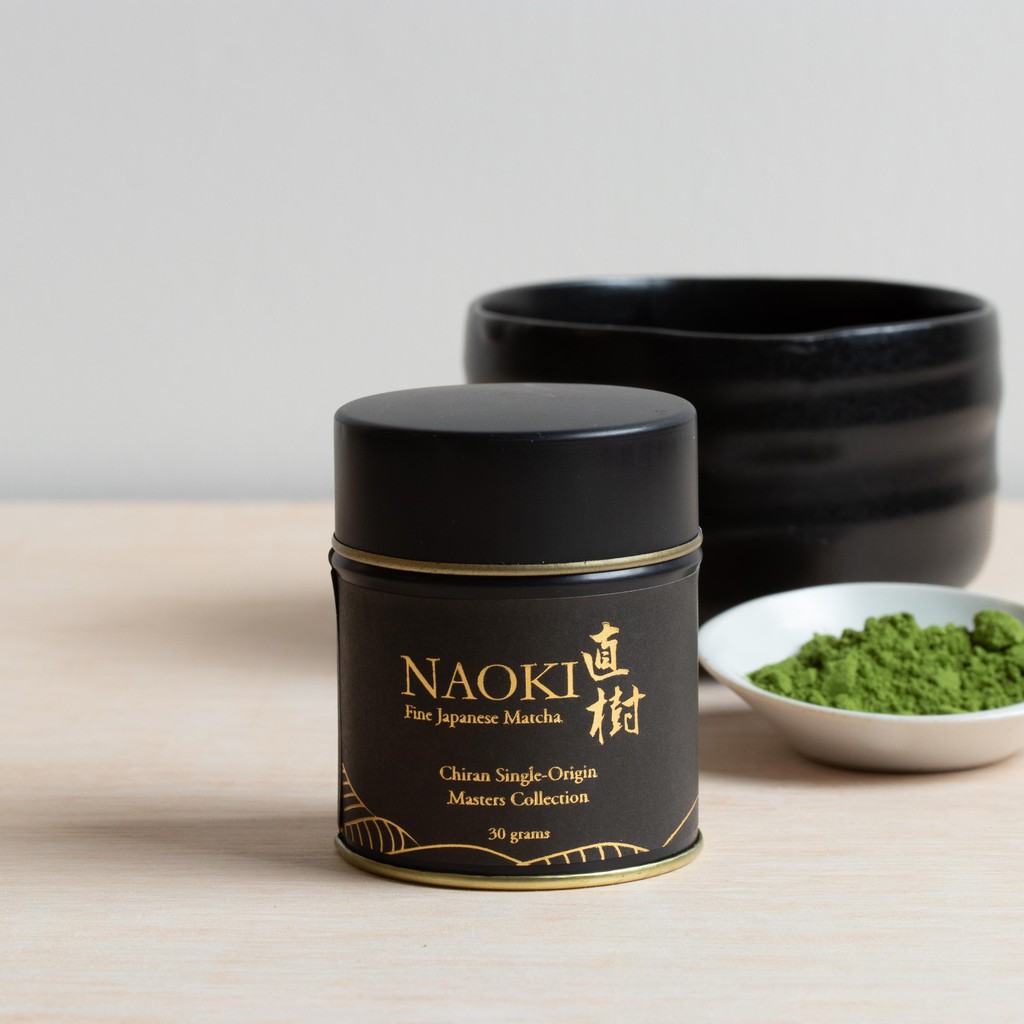 NAOKI
直樹
Fine Japanese Matcha
Chiran Single-Origin
Masters Collection
30 grams